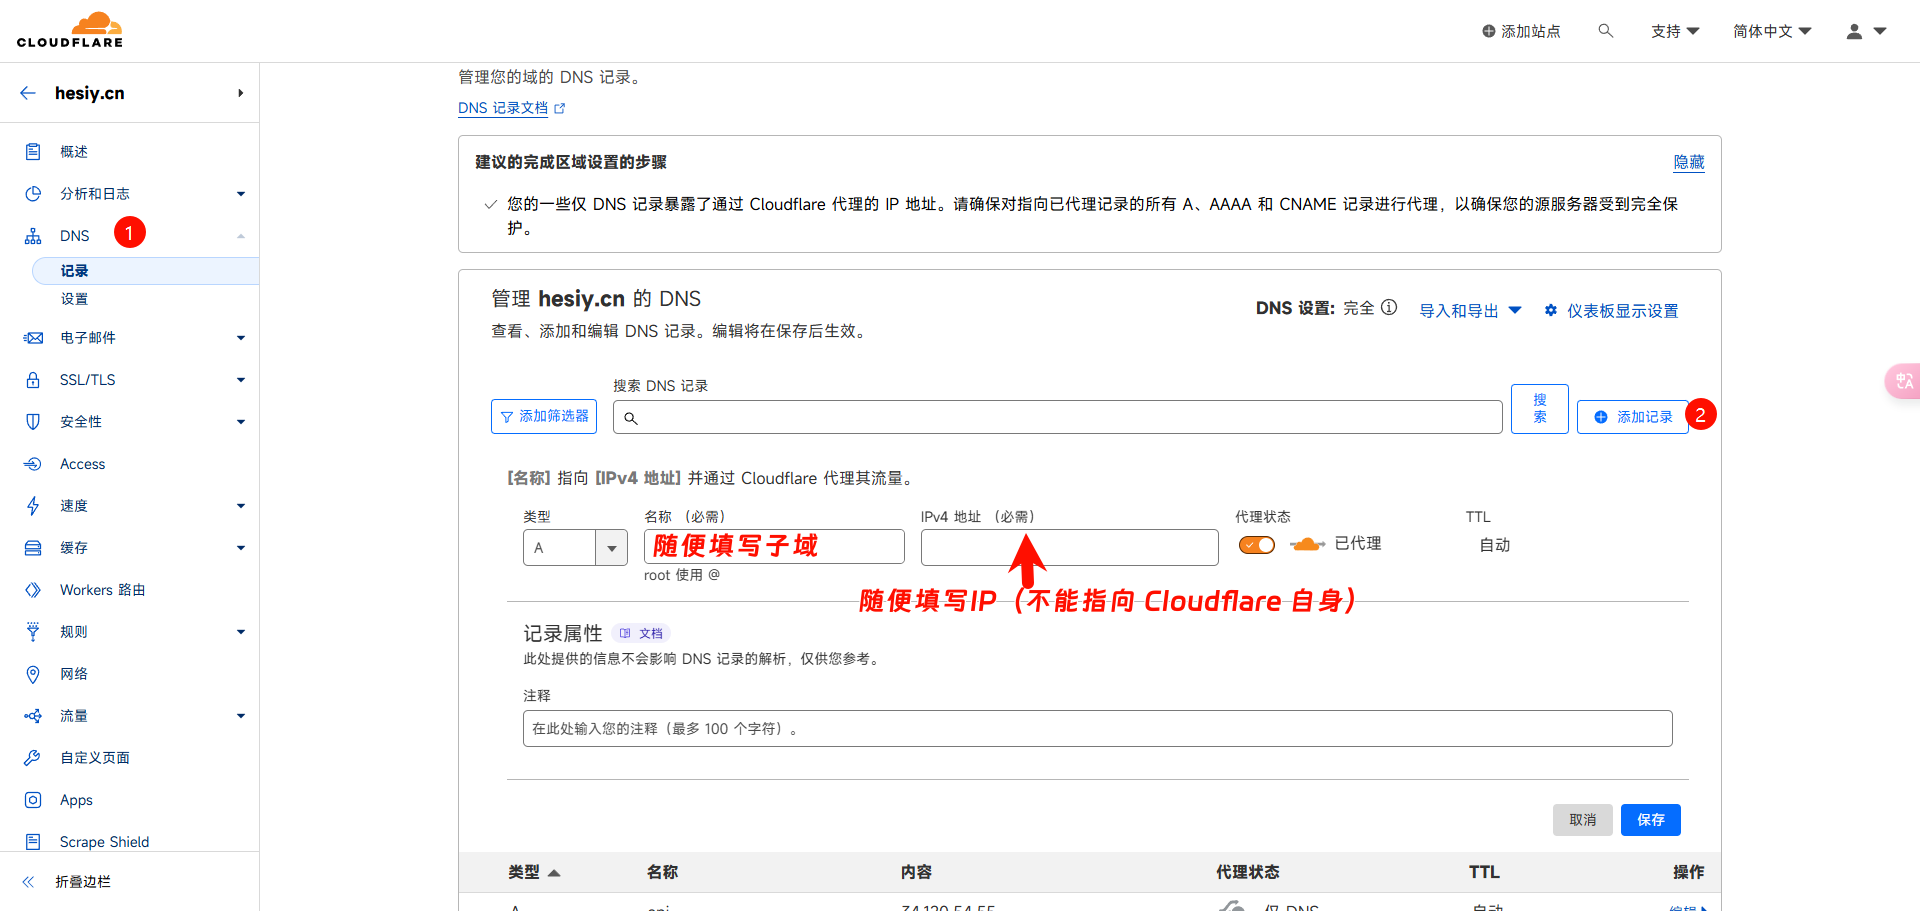 CLOUDFLARE
添加站点
支持
简体中文
hesiy.cn
概述
分析和日志
DNS
1
记录
设置
电子邮件
SSL/TLS
安全性
Access
速度
缓存
Workers 路由
规则
网络
流量
自定义页面
Apps
Scrape Shield
折叠边栏
管理您的域的 DNS 记录。
DNS 记录文档
建议的完成区域设置的步骤
隐藏
您的一些仅 DNS 记录暴露了通过 Cloudflare 代理的 IP 地址。请确保对指向已代理记录的所有 A、AAAA 和 CNAME 记录进行代理，以确保您的源服务器受到完全保
护。
管理 hesiy.cn 的 DNS
查看、添加和编辑 DNS 记录。编辑将在保存后生效。
DNS 设置: 完全
导入和导出
仪表板显示设置
搜索 DNS 记录
添加筛选器
搜
索
添加记录
2
[名称] 指向 [IPv4 地址] 并通过 Cloudflare 代理其流量。
类型
名称 （必需）
IPv4 地址 （必需）
代理状态
TTL
A
随便填写子域
已代理
自动
root 使用 @
随便填写IP（不能指向 Cloudflare 自身）
记录属性
文档
此处提供的信息不会影响 DNS 记录的解析，仅供您参考。
注释
在此处输入您的注释（最多 100 个字符）。
取消
保存
类型
名称
内容
代理状态
TTL
操作
中A